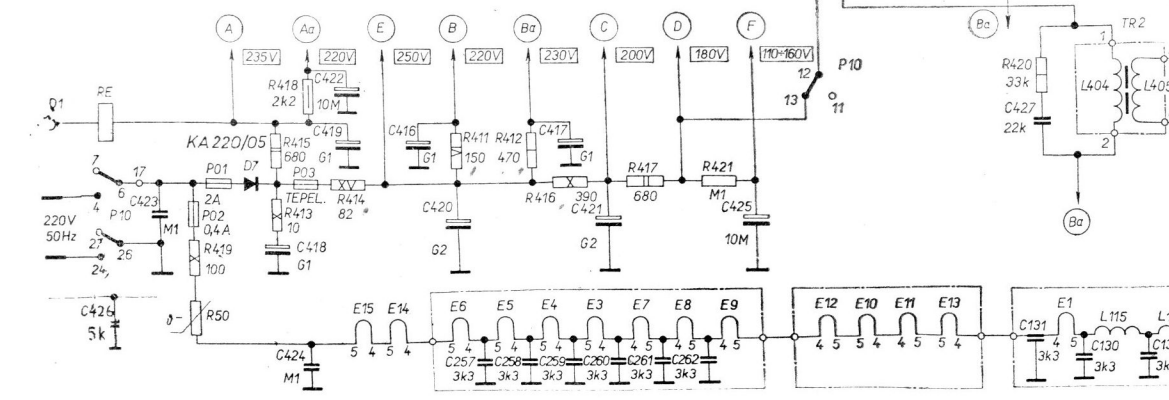 A Aa E B Ba C D F
235V 220V 250V 220V 230V 200V 180V 110÷160V
Ba TR2
1
C422
R418
2k2
10M
P10
12
13
11
R420
33k
L404
L405
C427
22k
2
Ba
PE
KA220/05
R415
680
C419
G1
C416
G1
R411
150
R412
470
C417
G1
7
17
6
P01
2A
D7
P03
TEPEL.
R414
82
R416
390
R417
680
R421
M1
4
220V
50Hz
P10
C423
M1
P02
0,4A
R413
10
C418
G1
C420
G2
C421
G2
C425
10M
27
26
24
R419
100
R50
C426
5k
C424
M1
E15 E14
5 4 5 4
E6 E5 E4 E3 E7 E8 E9
5 4 5 4 5 4 5 4 5 4 5 4 4 5
C257 C258 C259 C260 C261 C262
3k3 3k3 3k3 3k3 3k3 3k3
E12 E10 E11 E13
4 5 5 4 4 5 5 4
C131
3k3
E1
5 4
L115
C130
3k3